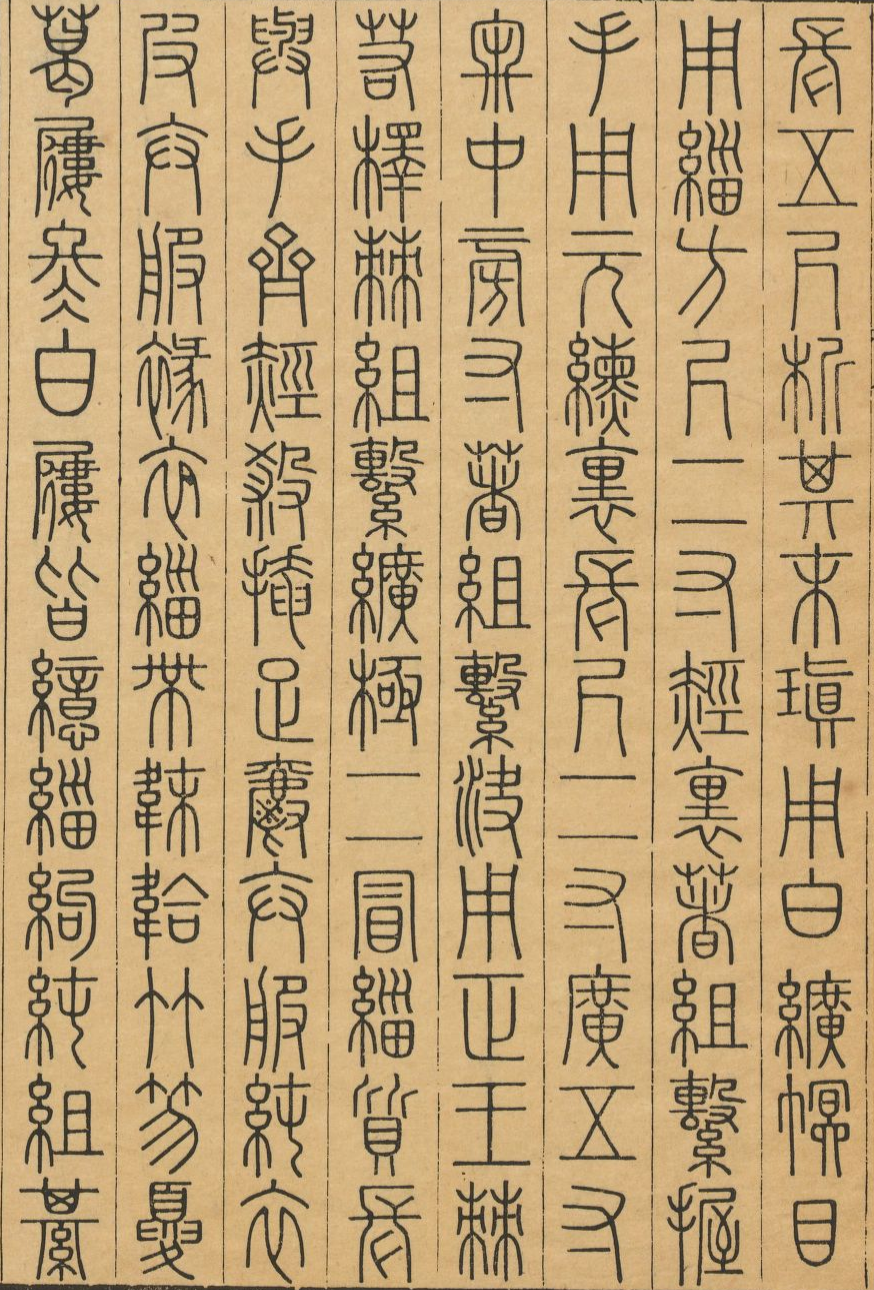 長五尺析其末瑱用白纊幎目
用緇方尺二寸䞓裏著組繫握
手用元纁裏長尺二寸廣五寸
牢中旁寸著組繫決用正王棘
若檡棘組繫纊極二冒緇質長
與手齊䞓殺掩足爵弁服純衣
皮弁服褖衣緇帶韎韐竹笏夏
葛屨冬白屨皆繶緇絇純組綦